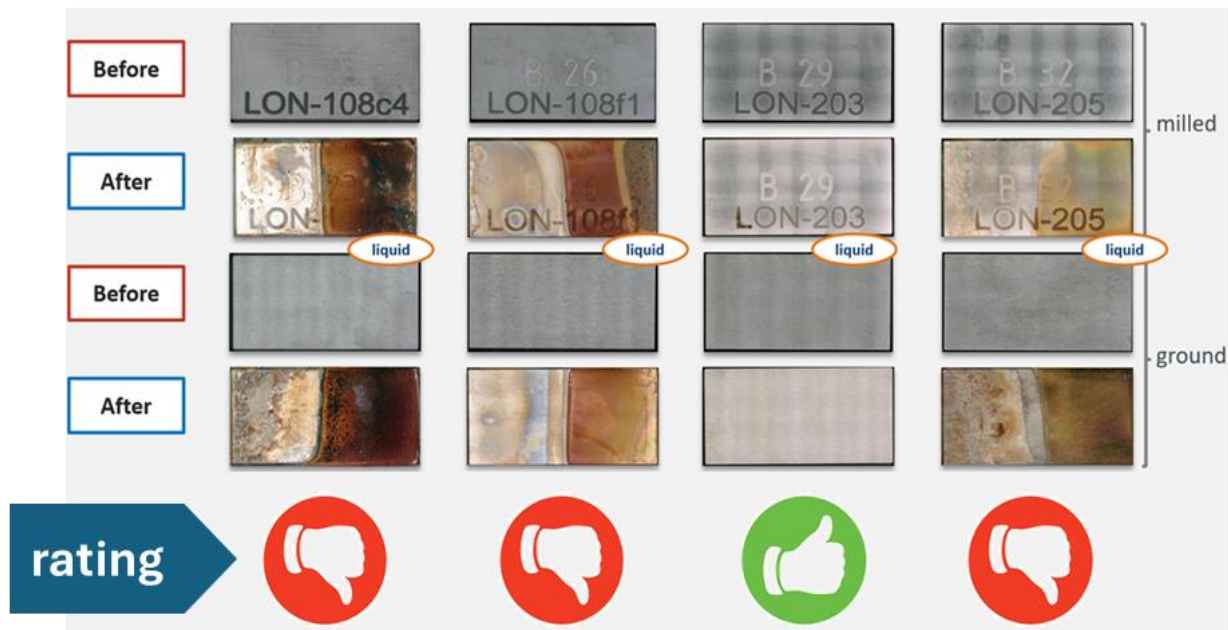 Before
B
LON-108c4
B 26
LON-108f1
B 29
LON-203
B 32
LON-205
milled
After
B
26
LON-108f1
B 29
LON-203
B
LON-205
liquid
liquid
liquid
liquid
Before
ground
After
rating